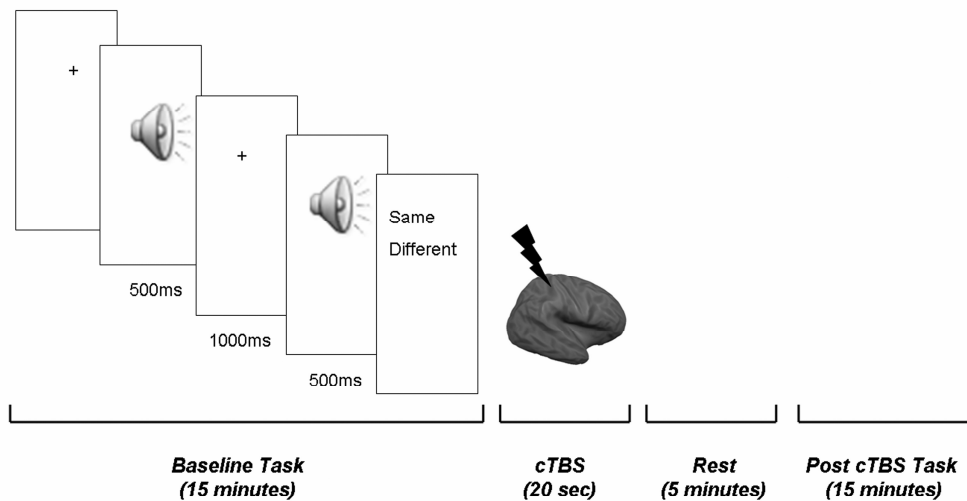 +
500ms
+
1000ms
500ms
Same
Different
Baseline Task
(15 minutes)
cTBS
(20 sec)
Rest
(5 minutes)
Post cTBS Task
(15 minutes)